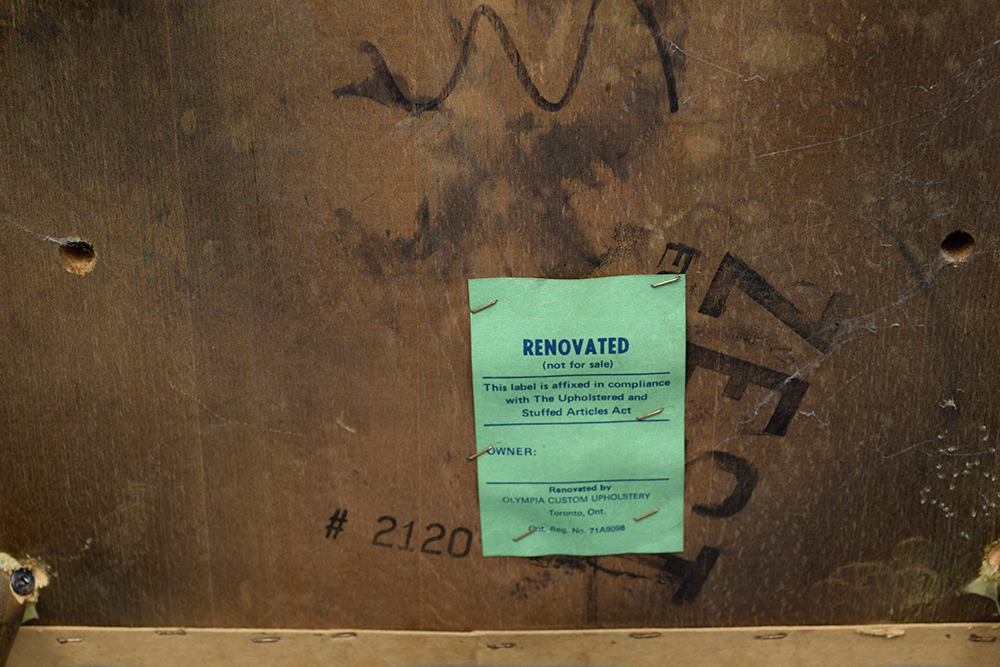 RENOVATED
(not for sale)
This label is affixed in compliance
with The Upholstered and
Stuffed Articles Act
OWNER:
Renovated by
OLYMPIA CUSTOM UPHOLSTERY
Toronto, Ont.
Ont. Reg. No. 71A9098
# 2120